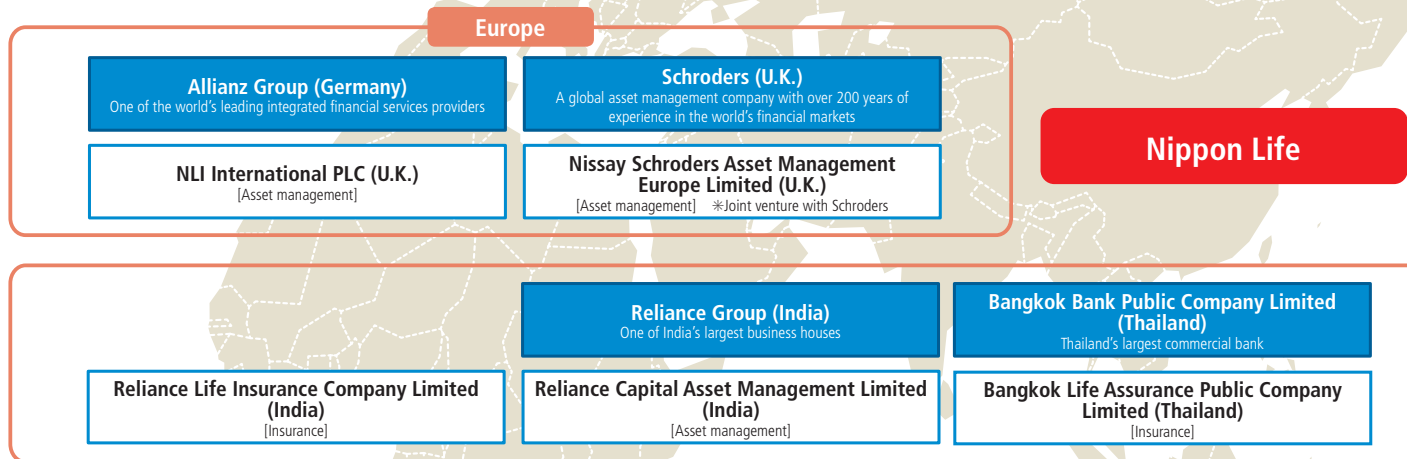 Europe
Allianz Group (Germany)
One of the world's leading integrated financial services providers
Schroders (U.K.)
A global asset management company with over 200 years of
experience in the world's financial markets
NLI International PLC (U.K.)
[Asset management]
Nissay Schroders Asset Management
Europe Limited (U.K.)
[Asset management] ✳Joint venture with Schroders
Nippon Life
Reliance Group (India)
One of India's largest business houses
Bangkok Bank Public Company Limited
(Thailand)
Thailand's largest commercial bank
Reliance Life Insurance Company Limited
(India)
[Insurance]
Reliance Capital Asset Management Limited
(India)
[Asset management]
Bangkok Life Assurance Public Company
Limited (Thailand)
[Insurance]